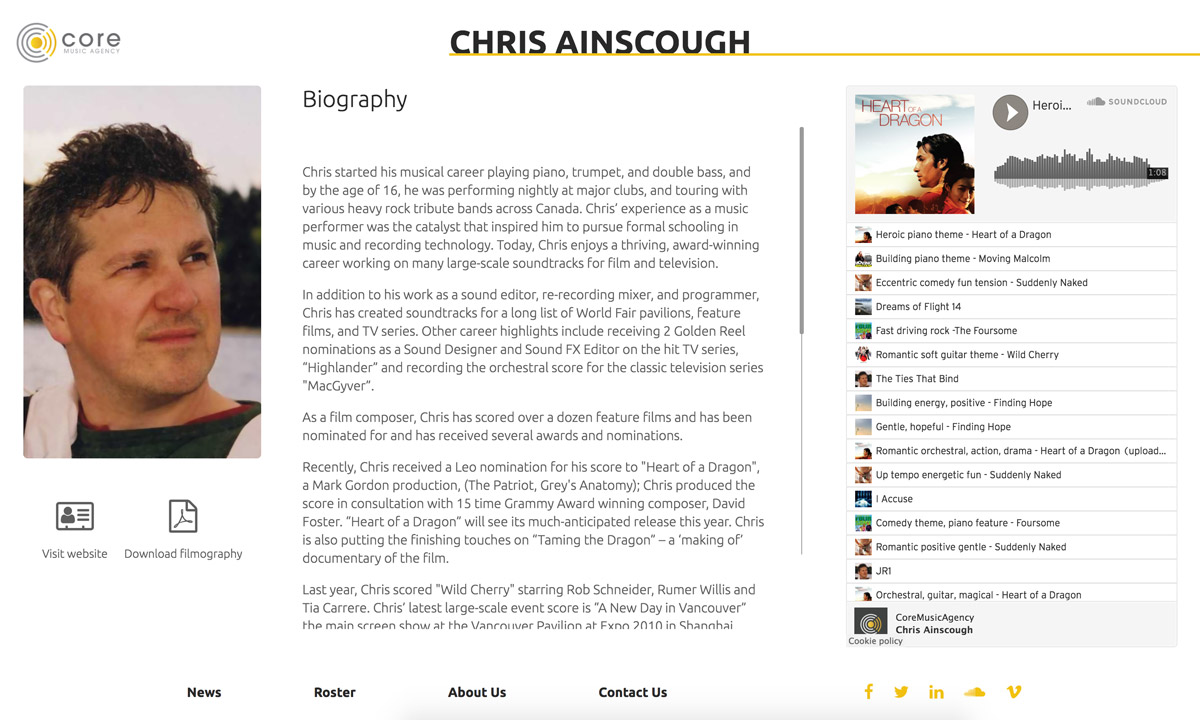 core
MUSIC AGENCY
CHRIS AINSCOUGH
Biography
Chris started his musical career playing piano, trumpet, and double bass, and
by the age of 16, he was performing nightly at major clubs, and touring with
various heavy rock tribute bands across Canada. Chris’ experience as a music
performer was the catalyst that inspired him to pursue formal schooling in
music and recording technology. Today, Chris enjoys a thriving, award-winning
career working on many large-scale soundtracks for film and television.
In addition to his work as a sound editor, re-recording mixer, and programmer,
Chris has created soundtracks for a long list of World Fair pavilions, feature
films, and TV series. Other career highlights include receiving 2 Golden Reel
nominations as a Sound Designer and Sound FX Editor on the hit TV series,
“Highlander” and recording the orchestral score for the classic television series
"MacGyver”.
As a film composer, Chris has scored over a dozen feature films and has been
nominated for and has received several awards and nominations.
Recently, Chris received a Leo nomination for his score to "Heart of a Dragon",
a Mark Gordon production, (The Patriot, Grey's Anatomy); Chris produced the
score in consultation with 15 time Grammy Award winning composer, David
Foster. “Heart of a Dragon” will see its much-anticipated release this year. Chris
is also putting the finishing touches on “Taming the Dragon” – a ‘making of’
documentary of the film.
Last year, Chris scored "Wild Cherry" starring Rob Schneider, Rumer Willis and
Tia Carrere. Chris’ latest large-scale event score is “A New Day in Vancouver”
the main screen show at the Vancouver Pavilion at Expo 2010 in Shanghai.
Visit website
Download filmography
HEART OF A
DRAGON
Heroi...
SOUNDCLOUD
1:08
Heroic piano theme - Heart of a Dragon
Building piano theme - Moving Malcolm
Eccentric comedy fun tension - Suddenly Naked
Dreams of Flight 14
Fast driving rock -The Foursome
Romantic soft guitar theme - Wild Cherry
The Ties That Bind
Building energy, positive - Finding Hope
Gentle, hopeful - Finding Hope
Romantic orchestral, action, drama - Heart of a Dragon (upload...
Up tempo energetic fun - Suddenly Naked
I Accuse
Comedy theme, piano feature - Foursome
Romantic positive gentle - Suddenly Naked
JR1
Orchestral, guitar, magical - Heart of a Dragon
CoreMusicAgency
Chris Ainscough
Cookie policy
News
Roster
About Us
Contact Us